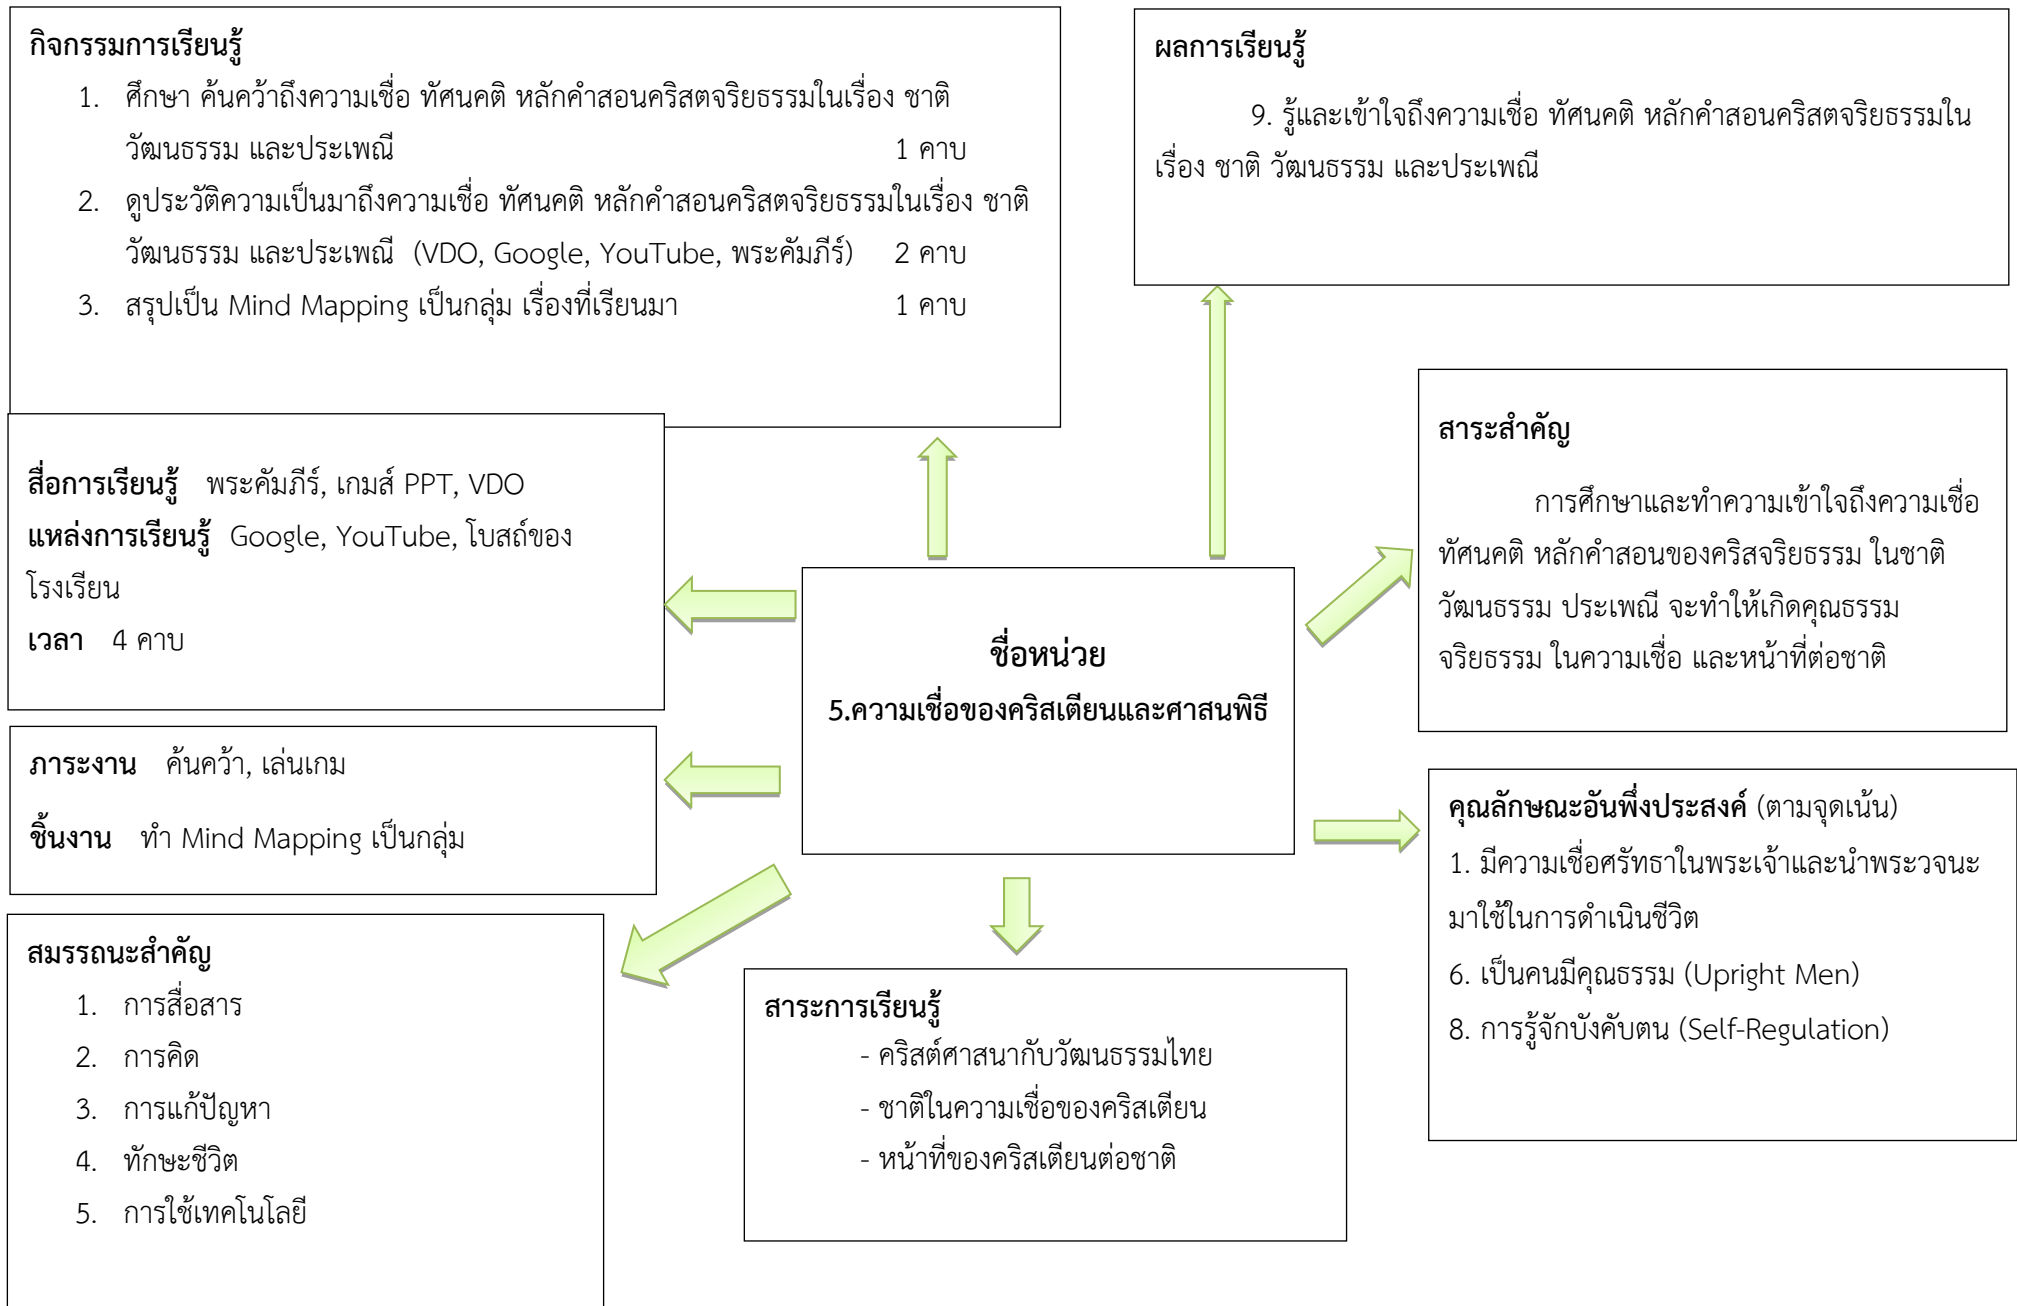 กิจกรรมการเรียนรู้
1. ศึกษา ค้นคว้าถึงความเชื่อ ทัศนคติ หลักคำสอนคริสตจริยธรรมในเรื่อง ชาติ
วัฒนธรรม และประเพณี 1 คาบ
2. ดูประวัติความเป็นมาถึงความเชื่อ ทัศนคติ หลักคำสอนคริสตจริยธรรมในเรื่อง ชาติ
วัฒนธรรม และประเพณี (VDO, Google, YouTube, พระคัมภีร์) 2 คาบ
3. สรุปเป็น Mind Mapping เป็นกลุ่ม เรื่องที่เรียนมา 1 คาบ
ผลการเรียนรู้
9. รู้และเข้าใจถึงความเชื่อ ทัศนคติ หลักคำสอนคริสตจริยธรรมใน
เรื่อง ชาติ วัฒนธรรม และประเพณี
สื่อการเรียนรู้ พระคัมภีร์, เกมส์ PPT, VDO
แหล่งการเรียนรู้ Google, YouTube, โบสถ์ของ
โรงเรียน
เวลา 4 คาบ
สาระสำคัญ
การศึกษาและทำความเข้าใจถึงความเชื่อ
ทัศนคติ หลักคำสอนของคริสจริยธรรม ในชาติ
วัฒนธรรม ประเพณี จะทำให้เกิดคุณธรรม
จริยธรรม ในความเชื่อ และหน้าที่ต่อชาติ
ชื่อหน่วย
5.ความเชื่อของคริสเตียนและศาสนพิธี
ภาระงาน ค้นคว้า, เล่นเกม
ชิ้นงาน ทำ Mind Mapping เป็นกลุ่ม
คุณลักษณะอันพึ่งประสงค์ (ตามจุดเน้น)
1. มีความเชื่อศรัทธาในพระเจ้าและนำพระวจนะ
มาใช้ในการดำเนินชีวิต
6. เป็นคนมีคุณธรรม (Upright Men)
8. การรู้จักบังคับตน (Self-Regulation)
สมรรถนะสำคัญ
1. การสื่อสาร
2. การคิด
3. การแก้ปัญหา
4. ทักษะชีวิต
5. การใช้เทคโนโลยี
สาระการเรียนรู้
- คริสต์ศาสนากับวัฒนธรรมไทย
- ชาติในความเชื่อของคริสเตียน
- หน้าที่ของคริสเตียนต่อชาติ